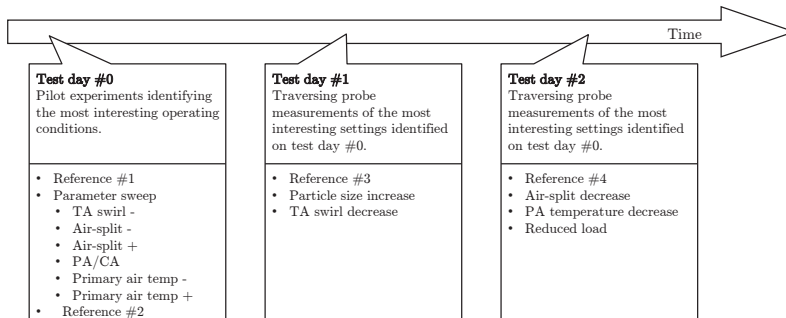 Time
Test day #0
Pilot experiments identifying
the most interesting operating
conditions.
• Reference #1
• Parameter sweep
• TA swirl -
• Air-split -
• Air-split +
• PA/CA
• Primary air temp -
• Primary air temp +
• Reference #2
Test day #1
Traversing probe
measurements of the most
interesting settings identified
on test day #0.
• Reference #3
• Particle size increase
• TA swirl decrease
Test day #2
Traversing probe
measurements of the most
interesting settings identified
on test day #0.
• Reference #4
• Air-split decrease
• PA temperature decrease
• Reduced load